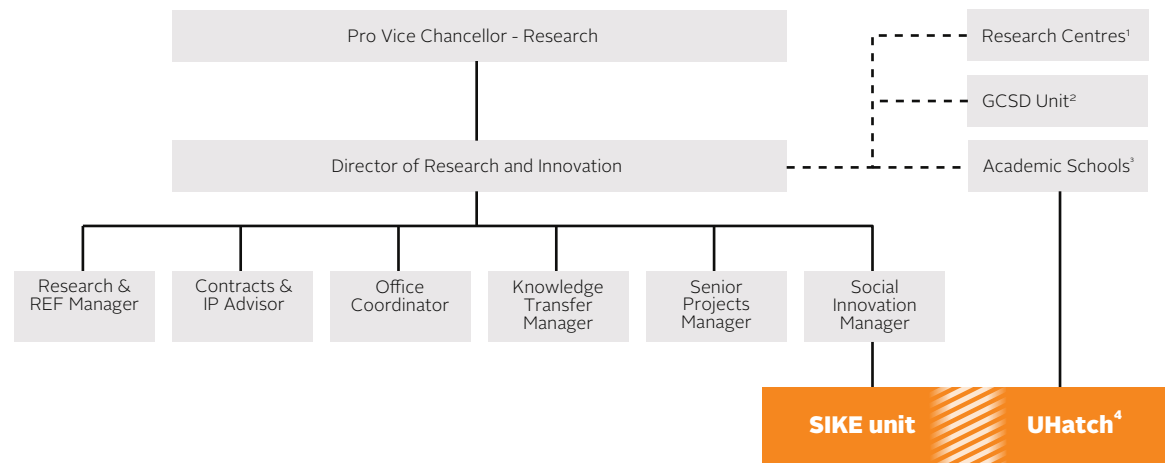 Pro Vice Chancellor - Research
Research Centres¹
GCSD Unit²
Director of Research and Innovation
Academic Schools³
Research &
REF Manager
Contracts &
IP Advisor
Office
Coordinator
Knowledge
Transfer
Manager
Senior
Projects
Manager
Social
Innovation
Manager
SIKE unit
UHatch⁴